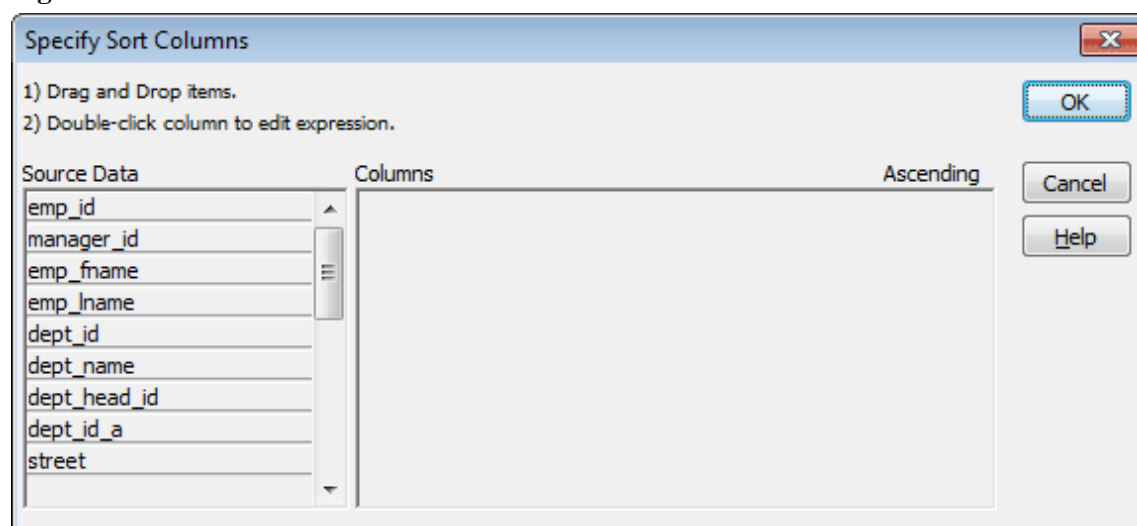 Specify Sort Columns
1) Drag and Drop items.
2) Double-click column to edit expression.
OK
Source Data Columns Ascending
Cancel
Help
emp_id
manager_id
emp_fname
emp_lname
dept_id
dept_name
dept_head_id
dept_id_a
street